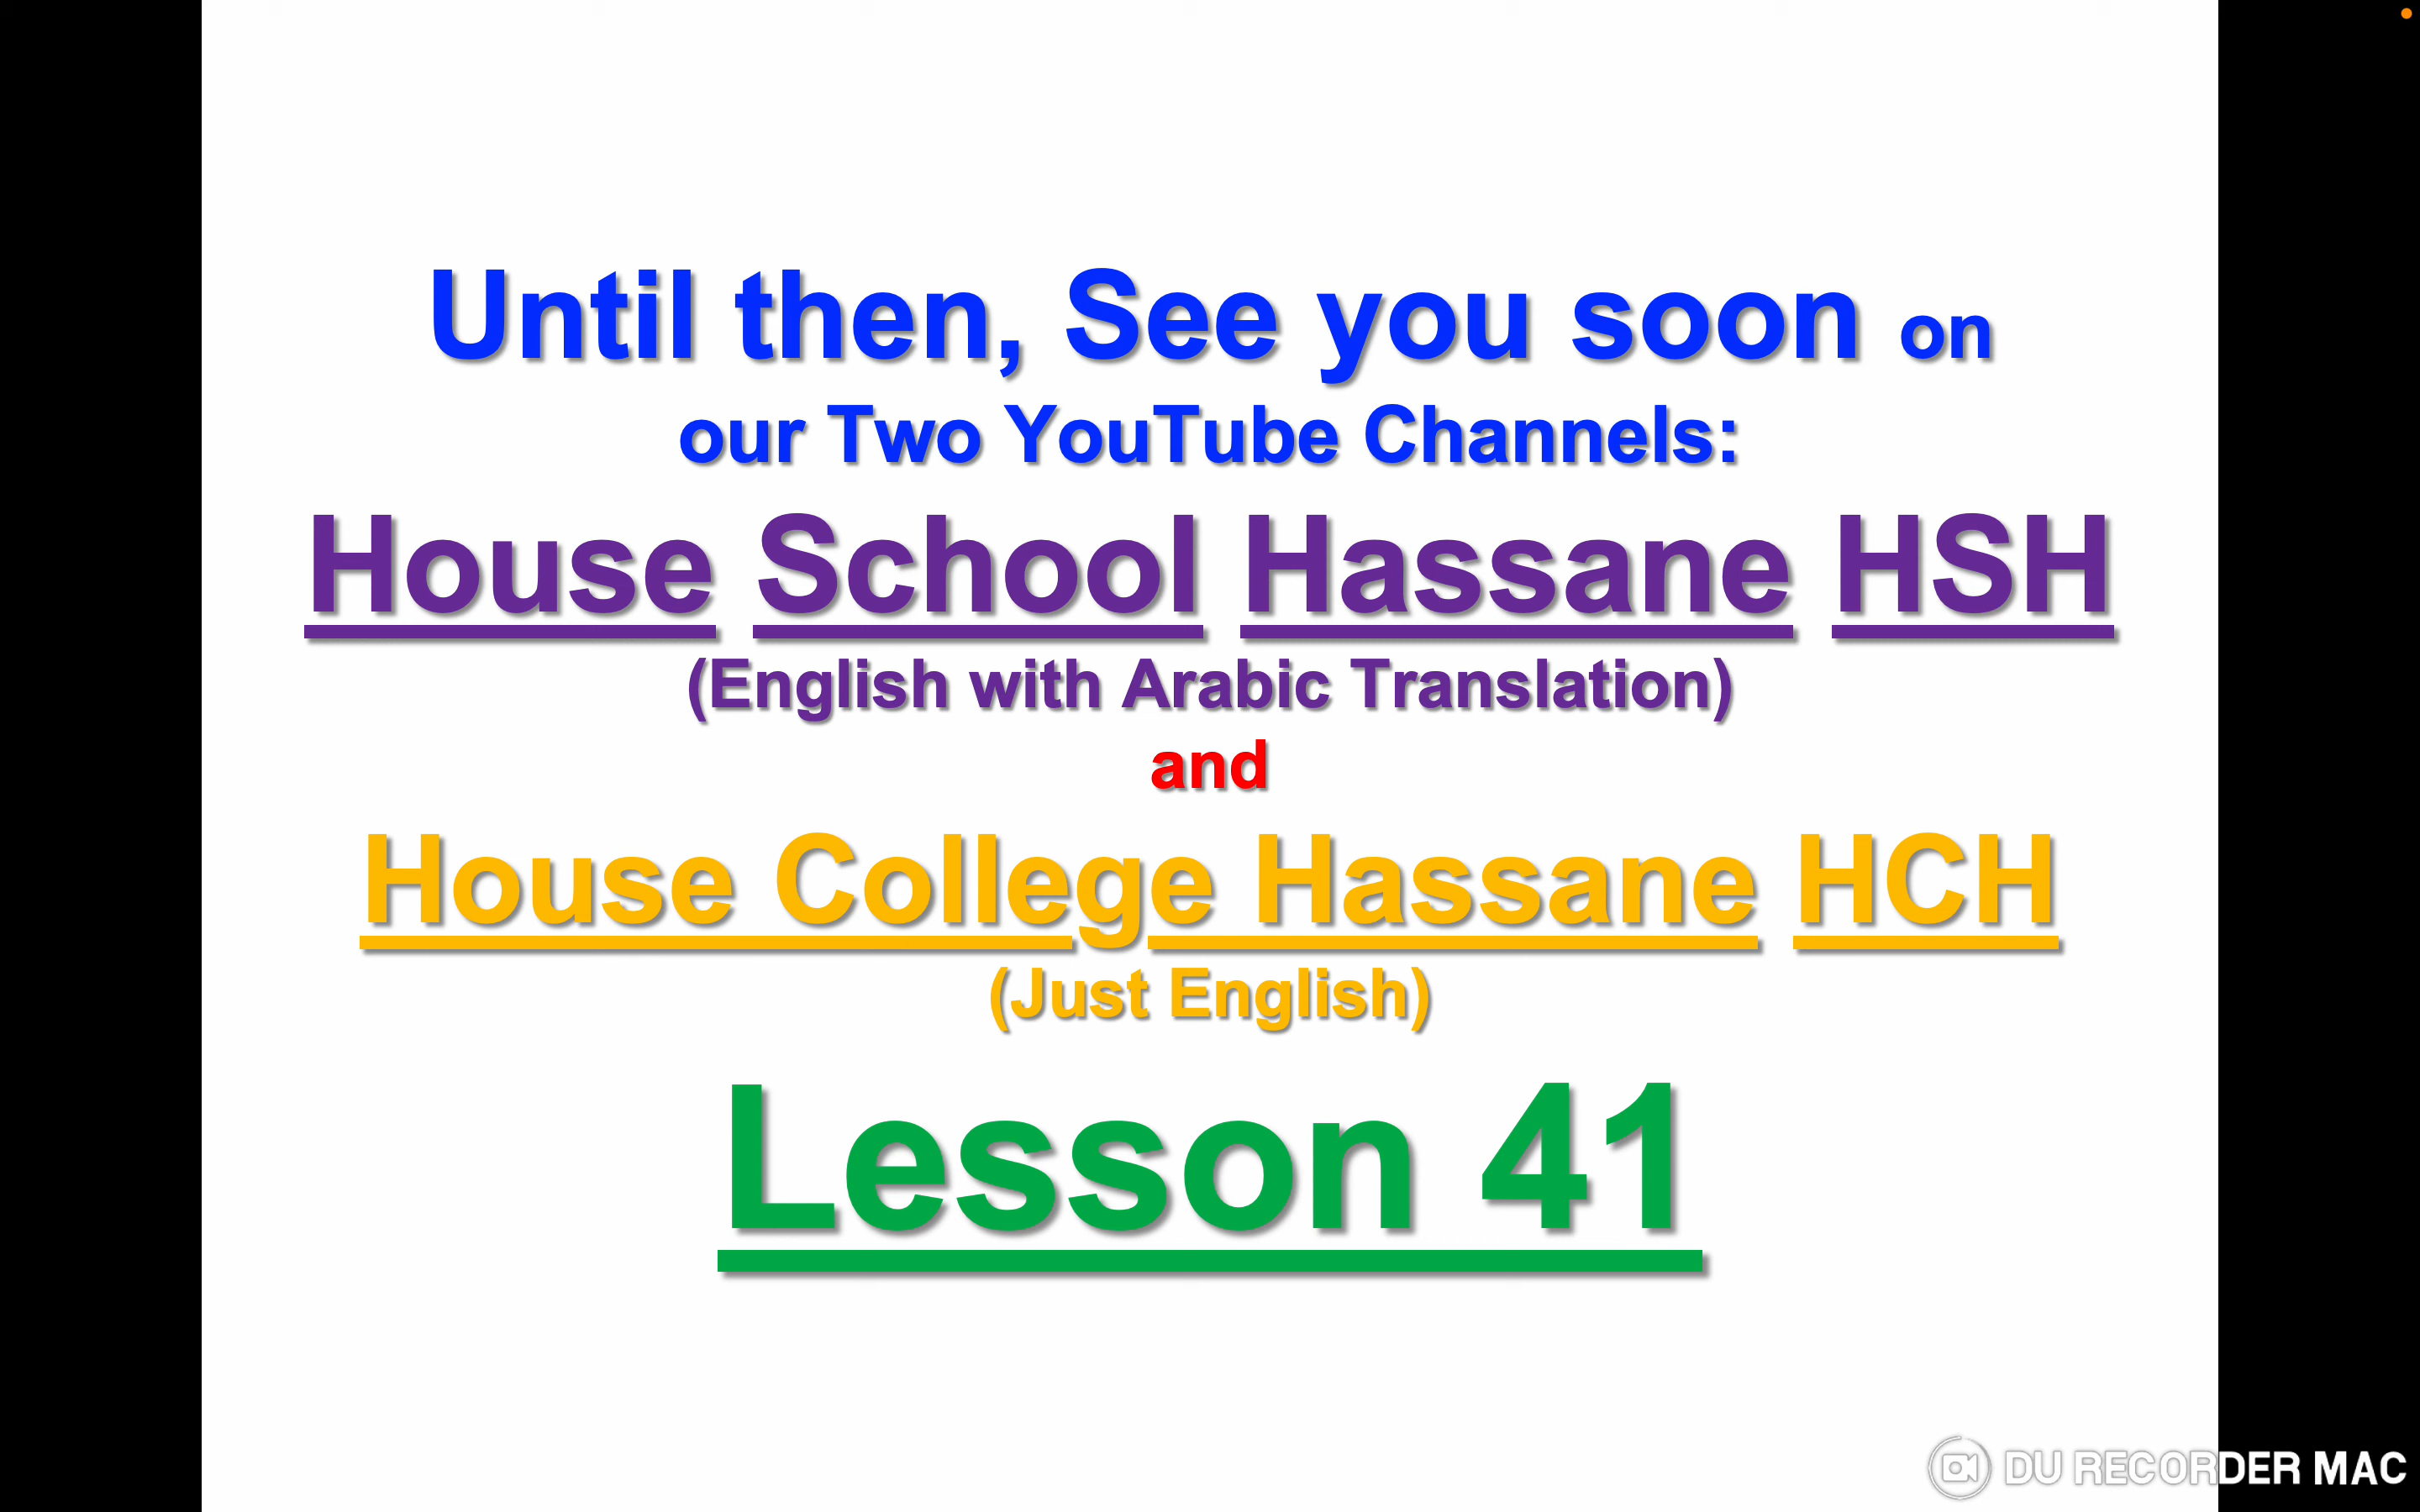 Until then, See you soon on
our Two YouTube Channels:
House School Hassane HSH
(English with Arabic Translation)
and
House College Hassane HCH
(Just English)
Lesson 41
DU RECORDER MAC